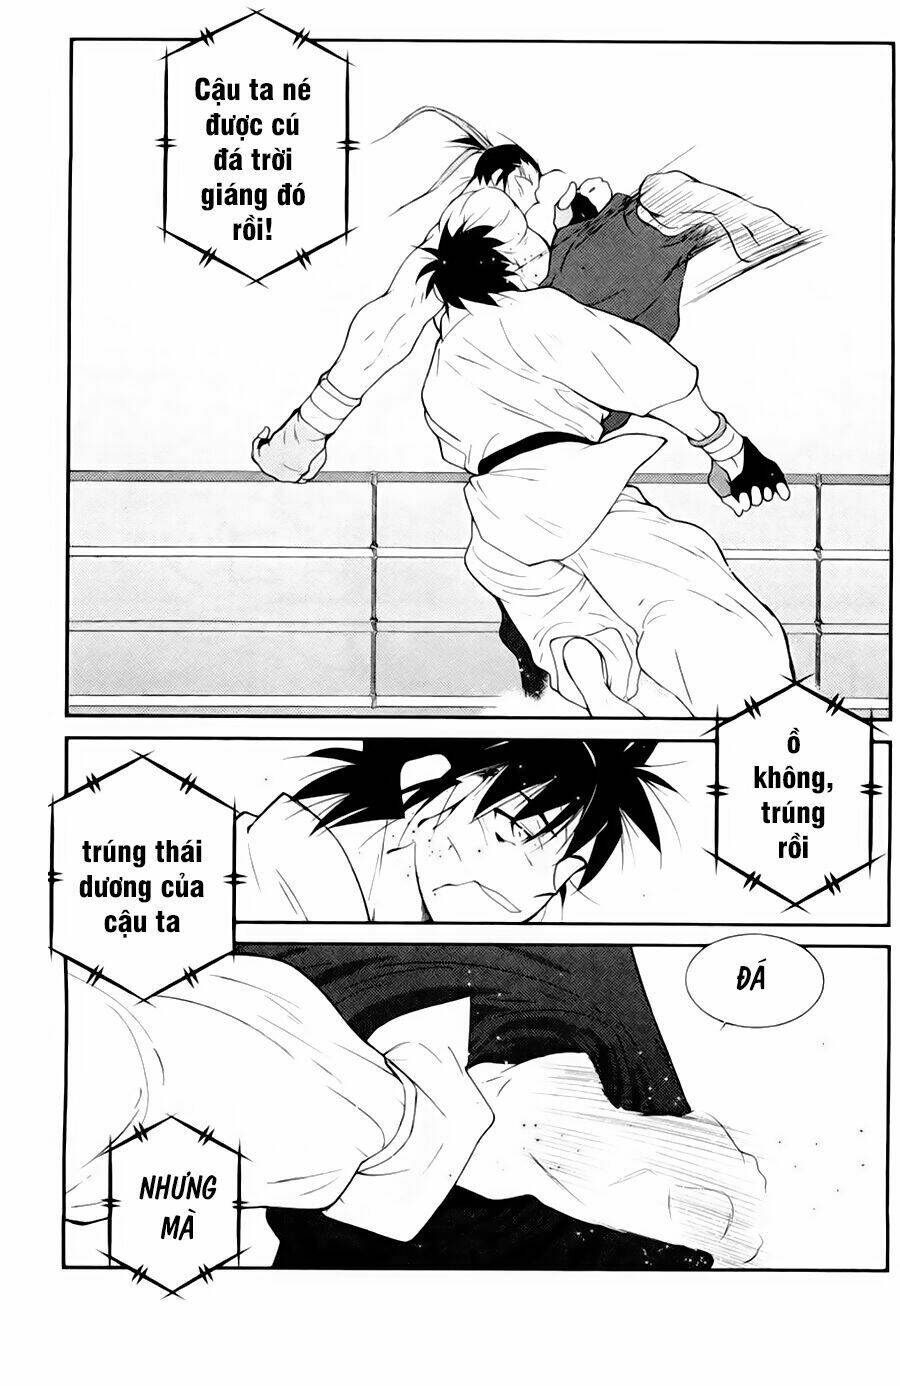 Cậu ta né
được cú
đá trời
giáng đó
rồi!
ồ
không,
trúng
rồi
trúng thái
dương của
cậu ta
ĐÁ
NHƯNG
MÀ